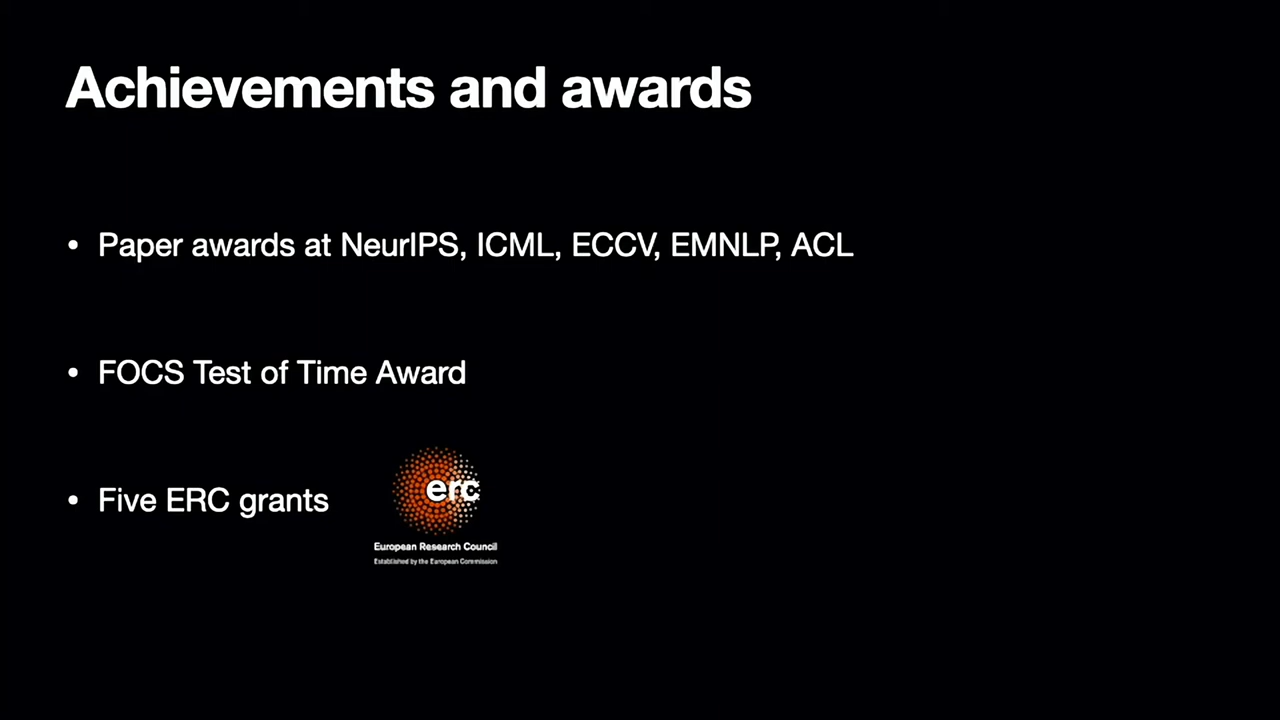 Achievements and awards
• Paper awards at NeurIPS, ICML, ECCV, EMNLP, ACL
• FOCS Test of Time Award
• Five ERC grants
erc
European Research Council
Established by the European Commission